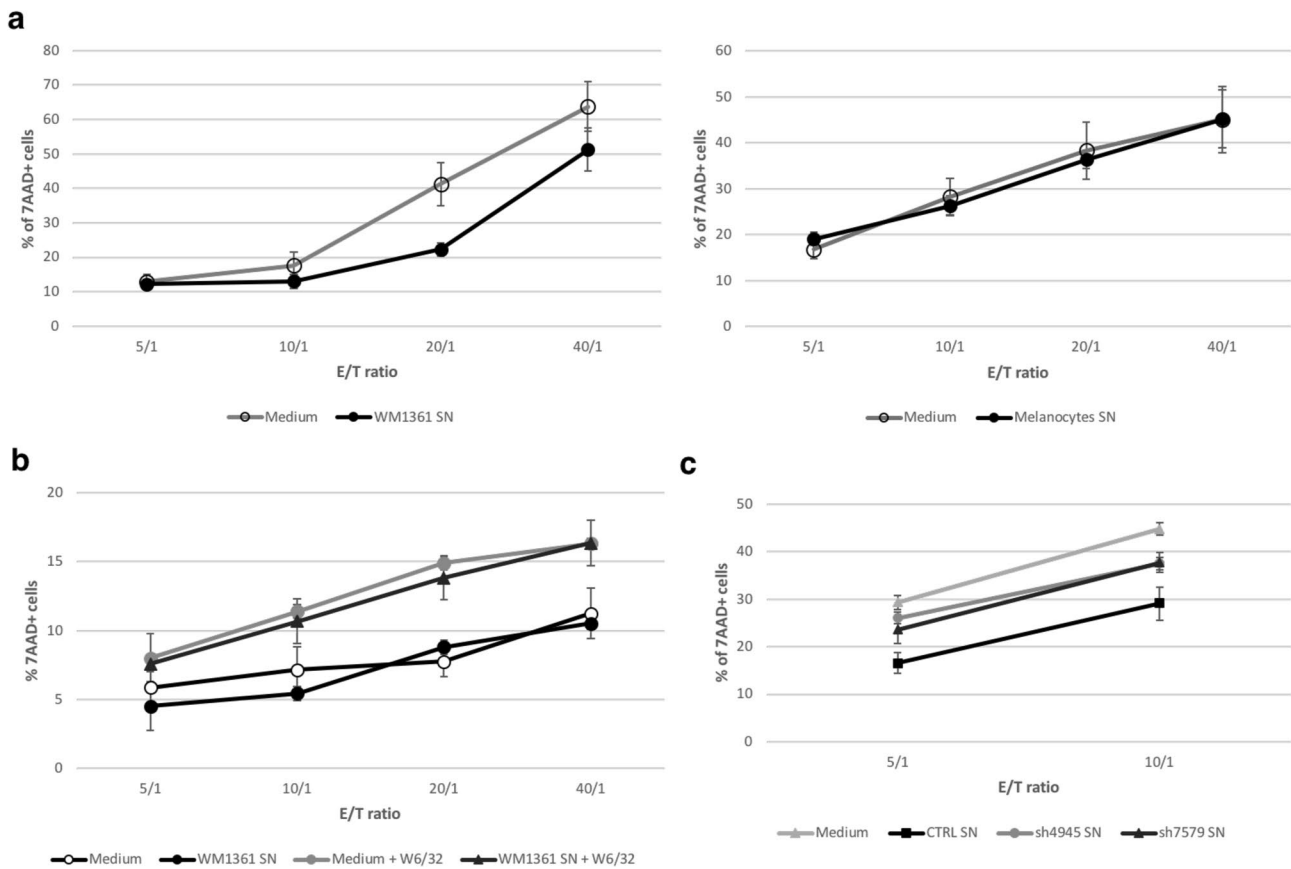 a
80
70
60
50
40
30
20
10
0
% of 7AAD+ cells
5/1 10/1 20/1 40/1
E/T ratio
Medium WM1361 SN
60
50
40
30
20
10
0
% of 7AAD+ cells
5/1 10/1 20/1 40/1
E/T ratio
Medium Melanocytes SN
b
20
15
10
5
0
% 7AAD+ cells
5/1 10/1 20/1 40/1
E/T ratio
Medium WM1361 SN Medium + W6/32 WM1361 SN + W6/32
c
50
40
30
20
10
0
% of 7AAD+ cells
5/1 10/1
E/T ratio
Medium CTRL SN sh4945 SN sh7579 SN